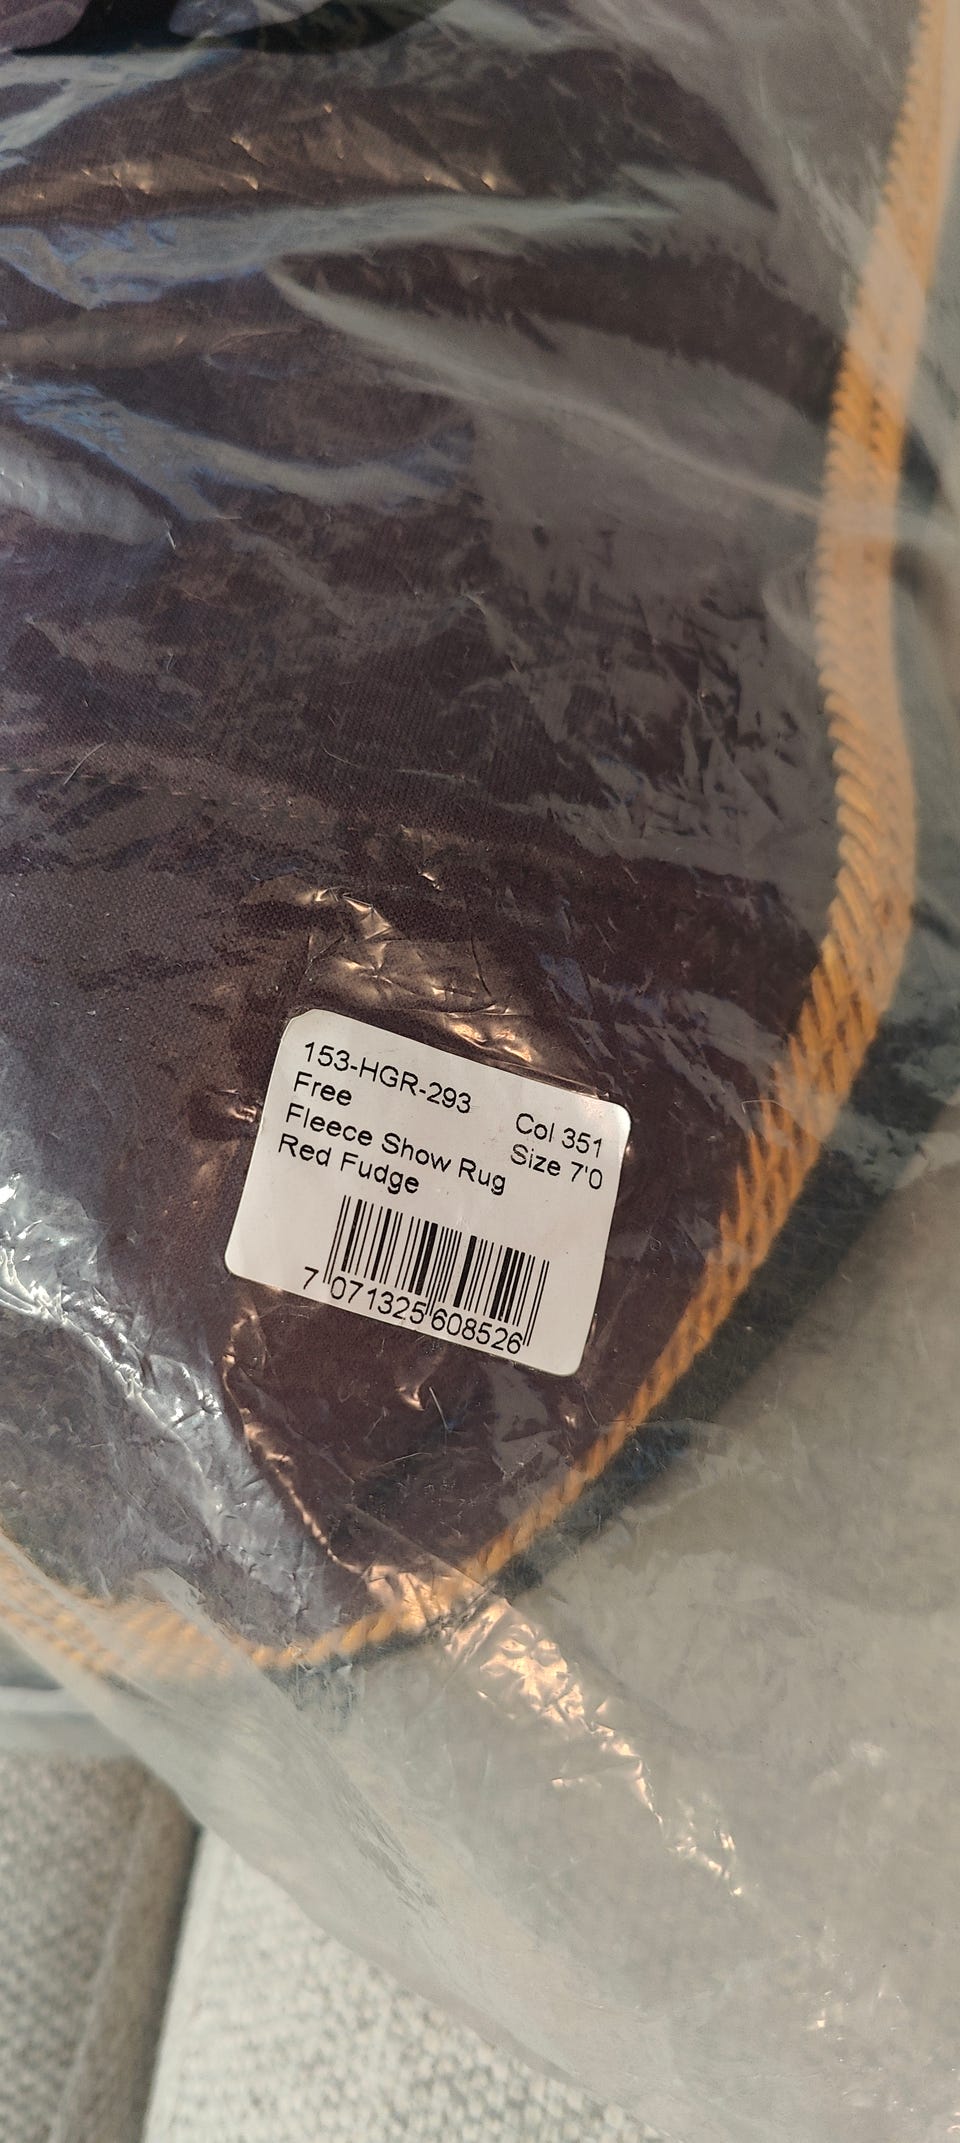 153-HGR-293
Free Col 351
Fleece Show Rug Size 7'0
Red Fudge
7 071325 608526